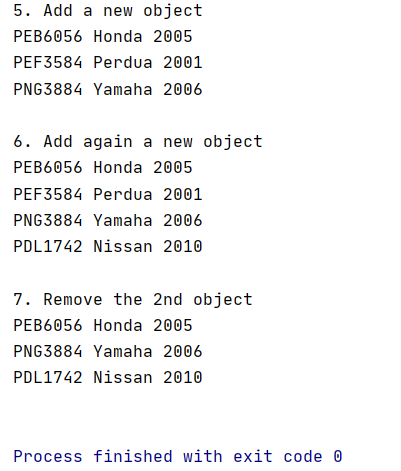 5. Add a new object
PEB6056 Honda 2005
PEF3584 Perdua 2001
PNG3884 Yamaha 2006
6. Add again a new object
PEB6056 Honda 2005
PEF3584 Perdua 2001
PNG3884 Yamaha 2006
PDL1742 Nissan 2010
7. Remove the 2nd object
PEB6056 Honda 2005
PNG3884 Yamaha 2006
PDL1742 Nissan 2010
Process finished with exit code 0